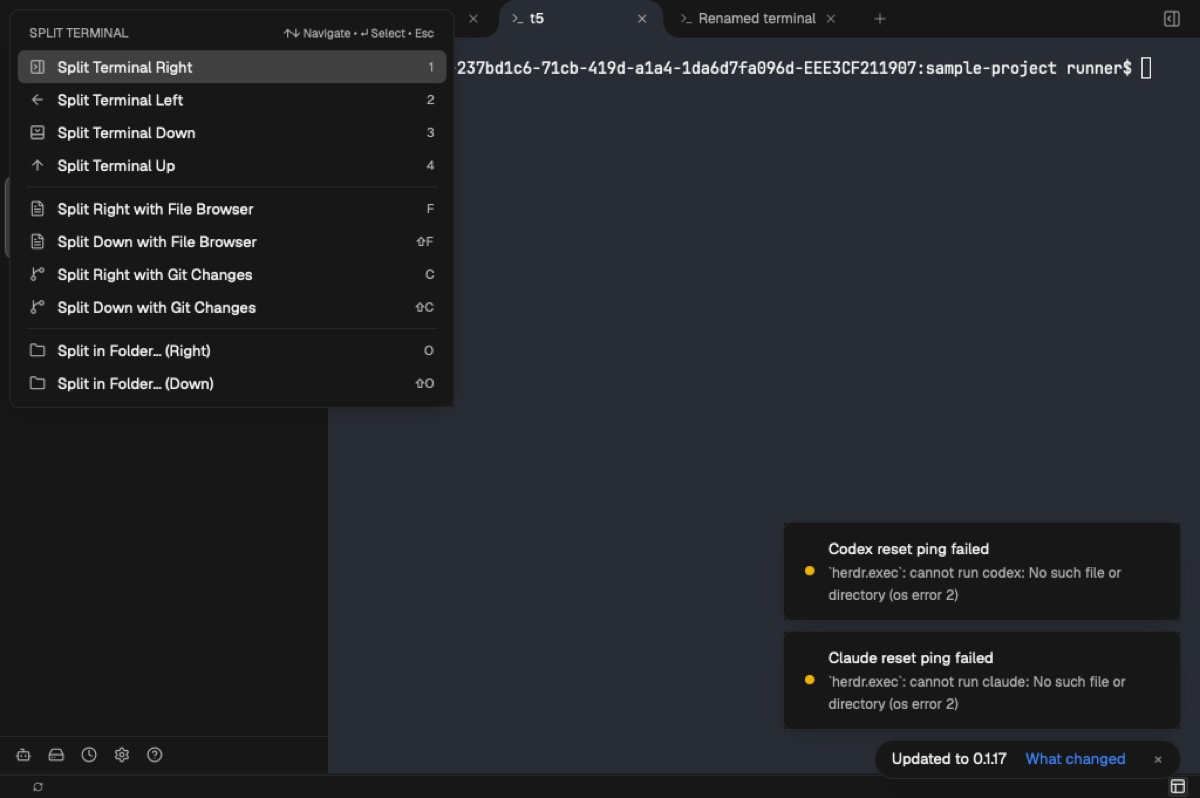 SPLIT TERMINAL ↑↓ Navigate • ↵ Select • Esc
Split Terminal Right 1
Split Terminal Left 2
Split Terminal Down 3
Split Terminal Up 4
Split Right with File Browser F
Split Down with File Browser ⇧F
Split Right with Git Changes C
Split Down with Git Changes ⇧C
Split in Folder... (Right) O
Split in Folder... (Down) ⇧O
t5
Renamed terminal
-237bd1c6-71cb-419d-a1a4-1da6d7fa096d-EEE3CF211907:sample-project runner$
Codex reset ping failed
`herdr.exec`: cannot run codex: No such file or
directory (os error 2)
Claude reset ping failed
`herdr.exec`: cannot run claude: No such file or
directory (os error 2)
Updated to 0.1.17 What changed